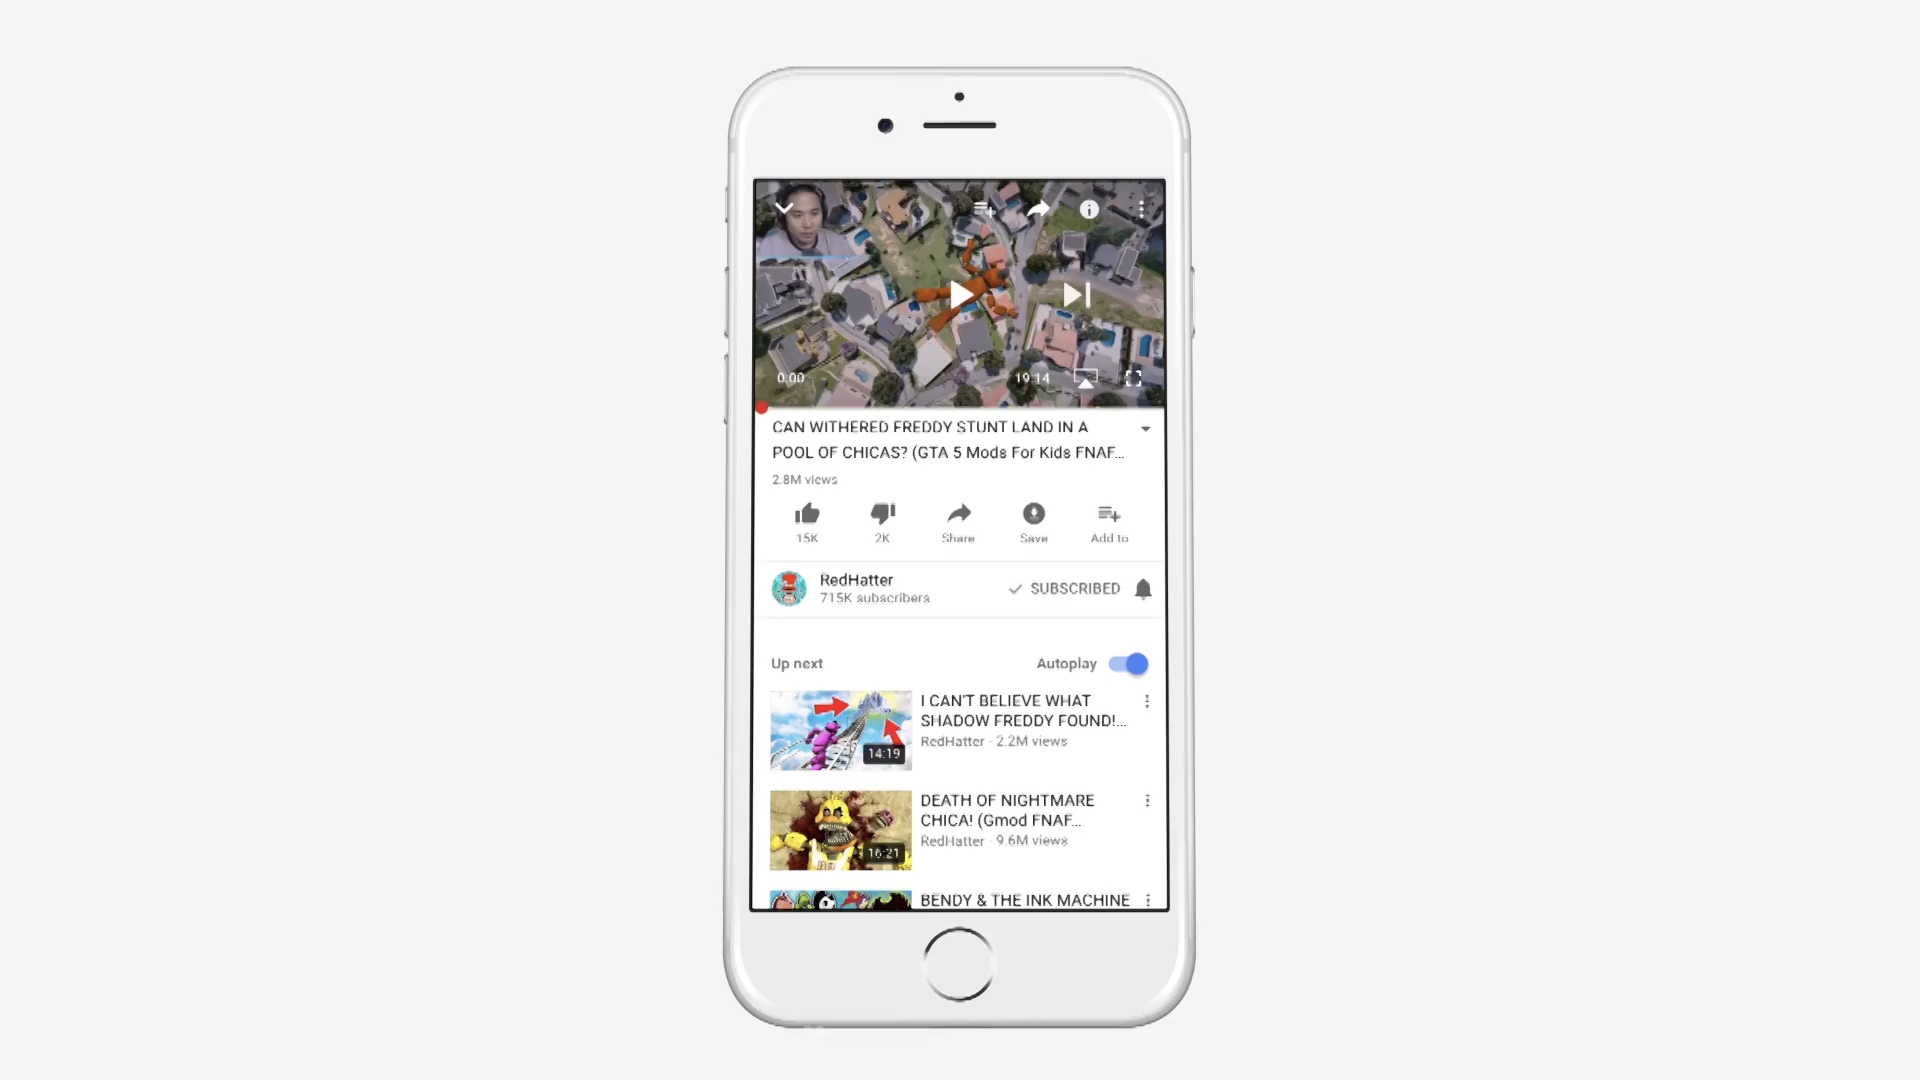 0:00
19:14
CAN WITHERED FREDDY STUNT LAND IN A
POOL OF CHICAS? (GTA 5 Mods For Kids FNAF...
2.8M views
15K
2K
Share
Save
Add to
RedHatter
715K subscribers
SUBSCRIBED
Up next
Autoplay
14:19
I CAN'T BELIEVE WHAT
SHADOW FREDDY FOUND!...
RedHatter · 2.2M views
16:21
DEATH OF NIGHTMARE
CHICA! (Gmod FNAF...
RedHatter · 9.6M views
BENDY & THE INK MACHINE